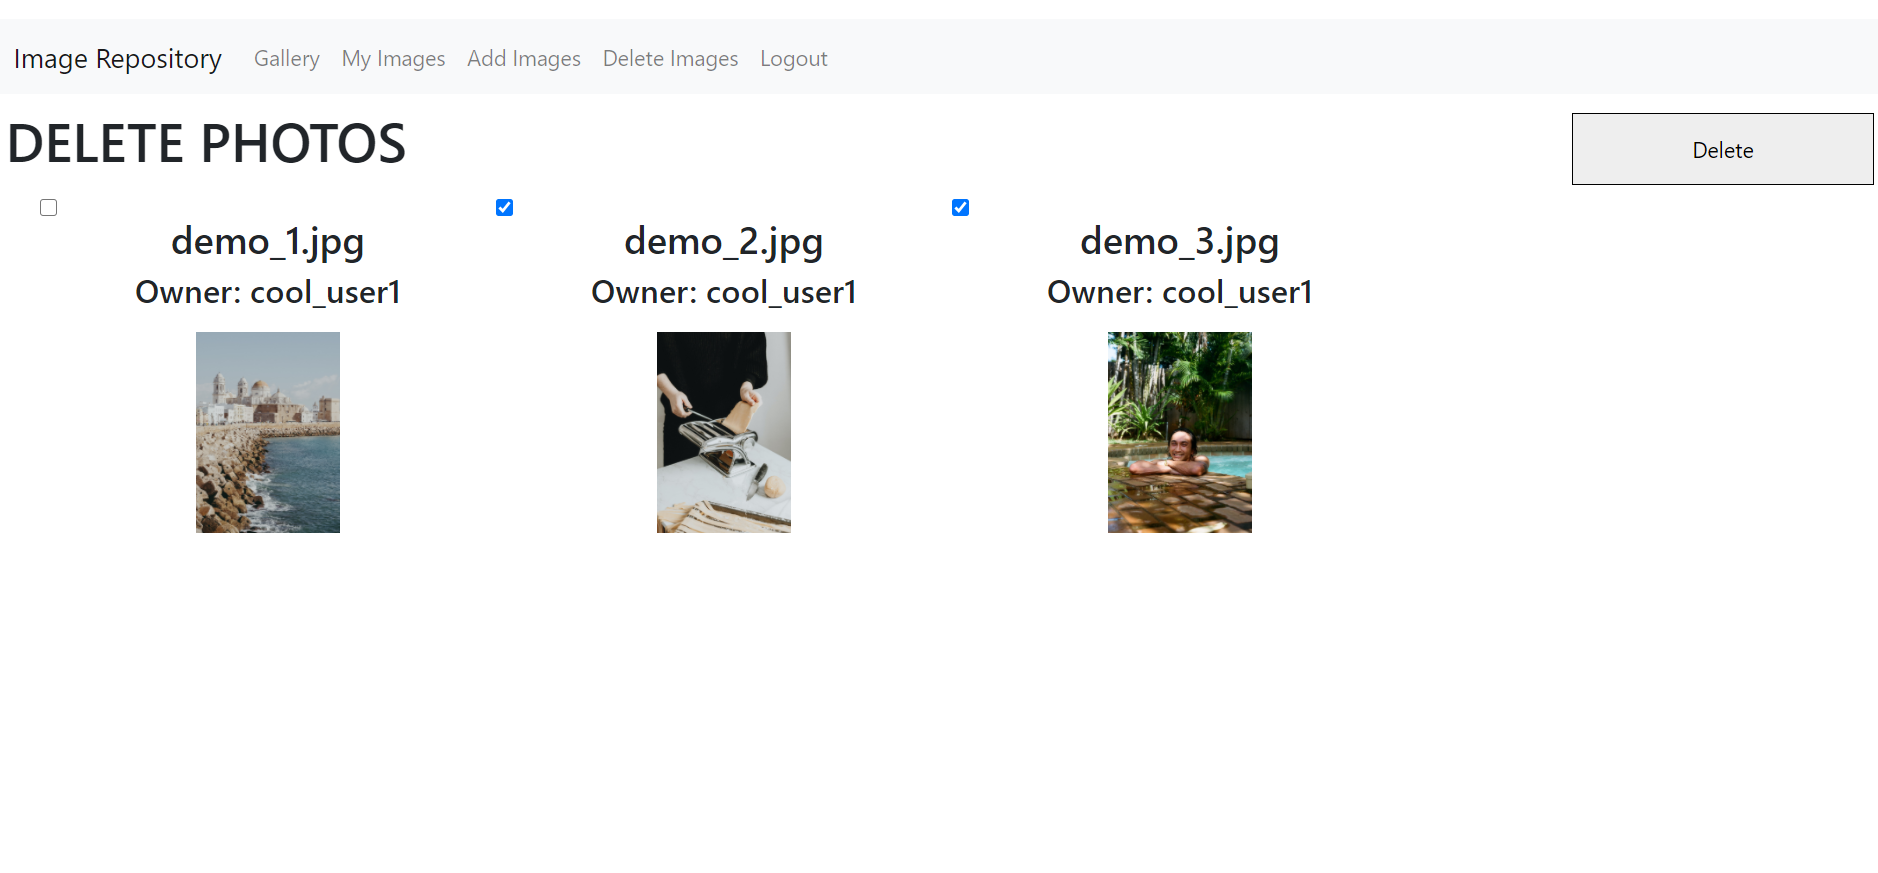 Image Repository Gallery My Images Add Images Delete Images Logout
DELETE PHOTOS
Delete
demo_1.jpg
Owner: cool_user1
demo_2.jpg
Owner: cool_user1
demo_3.jpg
Owner: cool_user1